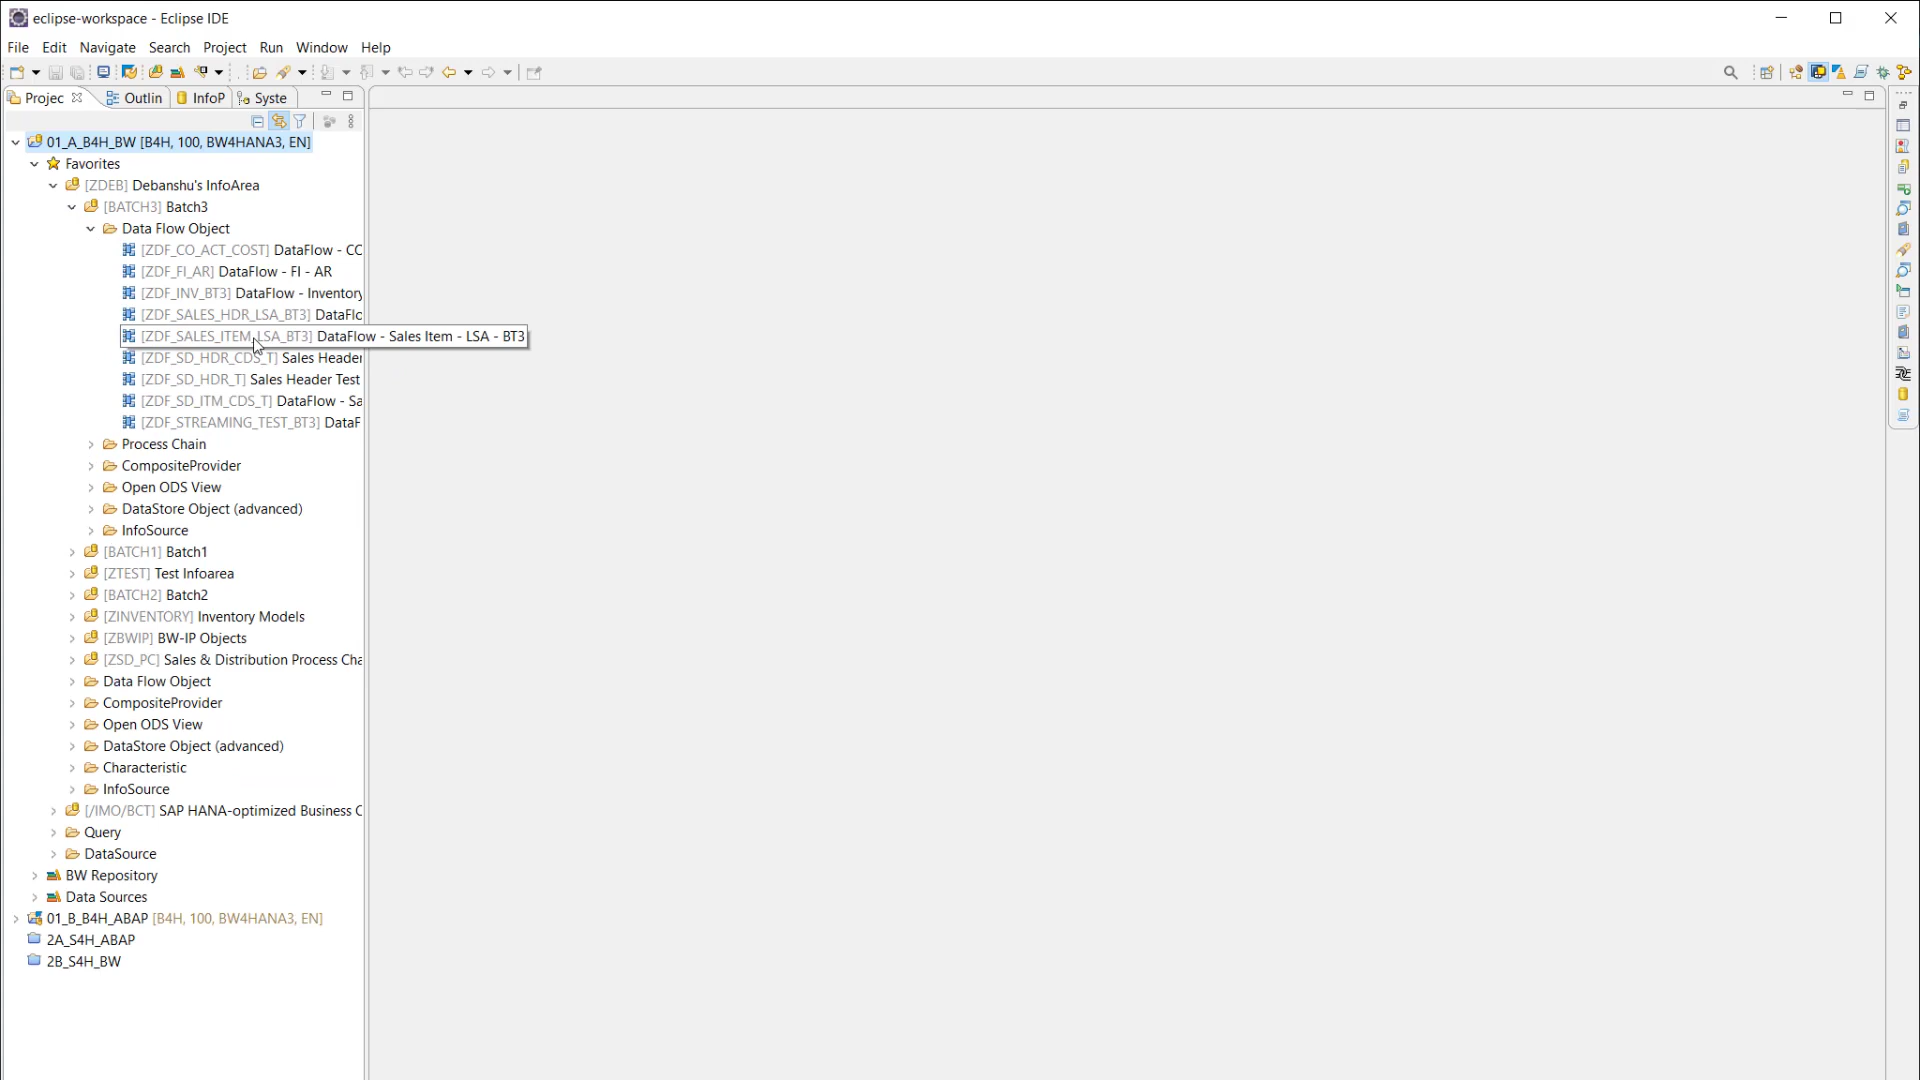 eclipse-workspace - Eclipse IDE
File Edit Navigate Search Project Run Window Help
Projec Outlin InfoP Syste
01_A_B4H_BW [B4H, 100, BW4HANA3, EN]
Favorites
[ZDEB] Debanshu's InfoArea
[BATCH3] Batch3
Data Flow Object
[ZDF_CO_ACT_COST] DataFlow - CC
[ZDF_FI_AR] DataFlow - FI - AR
[ZDF_INV_BT3] DataFlow - Inventory
[ZDF_SALES_HDR_LSA_BT3] DataFlo
[ZDF_SALES_ITEM_LSA_BT3] DataFlow - Sales Item - LSA - BT3
[ZDF_SD_HDR_CDS_T] Sales Header
[ZDF_SD_HDR_T] Sales Header Test
[ZDF_SD_ITM_CDS_T] DataFlow - Sa
[ZDF_STREAMING_TEST_BT3] DataF
Process Chain
CompositeProvider
Open ODS View
DataStore Object (advanced)
InfoSource
[BATCH1] Batch1
[ZTEST] Test Infoarea
[BATCH2] Batch2
[ZINVENTORY] Inventory Models
[ZBWIP] BW-IP Objects
[ZSD_PC] Sales & Distribution Process Cha
Data Flow Object
CompositeProvider
Open ODS View
DataStore Object (advanced)
Characteristic
InfoSource
[/IMO/BCT] SAP HANA-optimized Business C
Query
DataSource
BW Repository
Data Sources
01_B_B4H_ABAP [B4H, 100, BW4HANA3, EN]
2A_S4H_ABAP
2B_S4H_BW